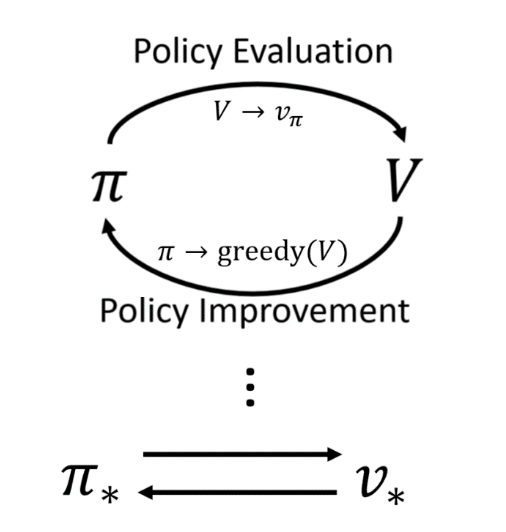 Policy Evaluation
V → v_π
π V
π → greedy(V)
Policy Improvement
⋮
π_* v_*